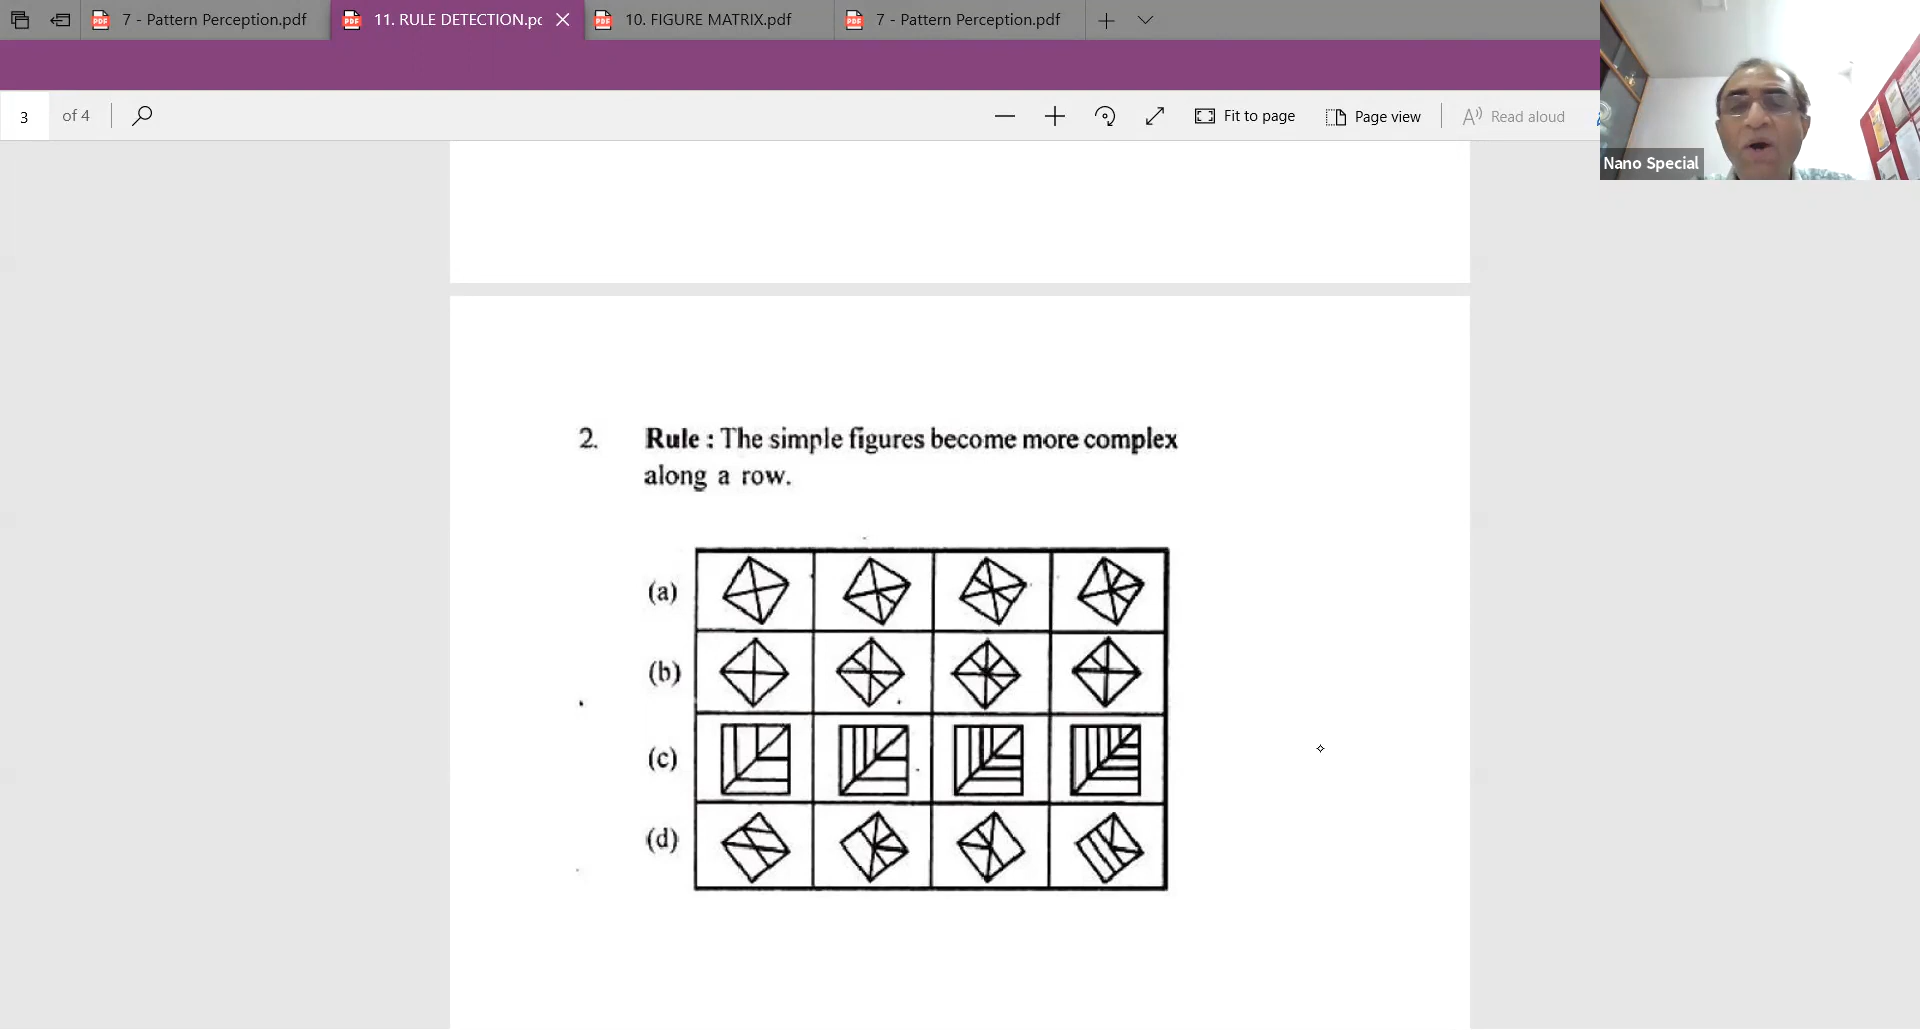 7 - Pattern Perception.pdf
11. RULE DETECTION.pc
10. FIGURE MATRIX.pdf
7 - Pattern Perception.pdf
3 of 4
Fit to page
Page view
Read aloud
Nano Special
2. Rule : The simple figures become more complex
along a row.
(a)
(b)
(c)
(d)